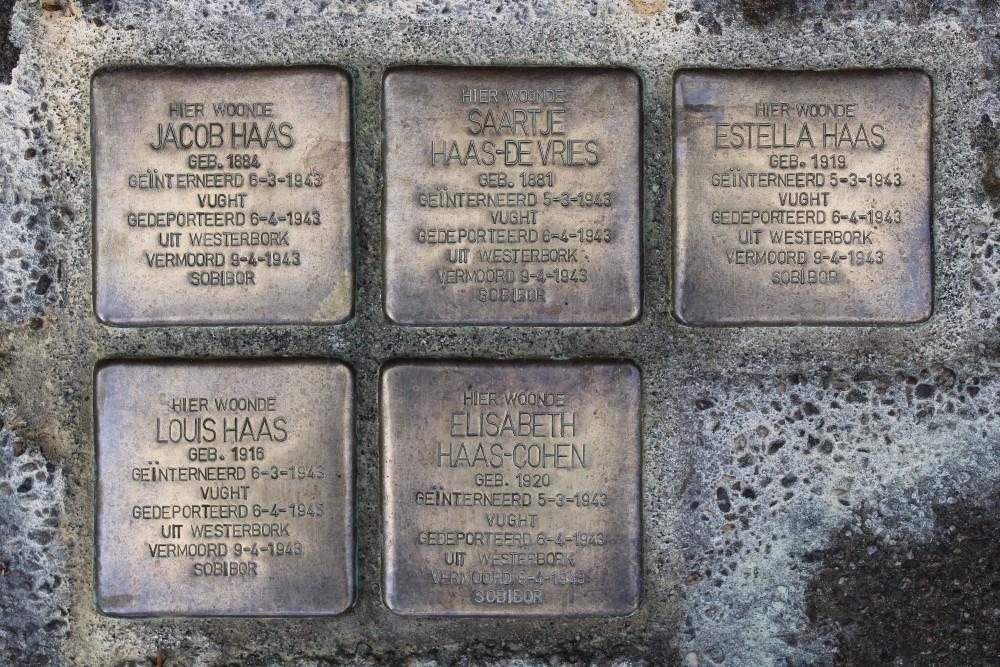 HIER WOONDE
JACOB HAAS
GEB. 1884
GEÏNTERNEERD 6-3-1943
VUGHT
GEDEPORTEERD 6-4-1943
UIT WESTERBORK
VERMOORD 9-4-1943
SOBIBOR
HIER WOONDE
SAARTJE
HAAS-DE VRIES
GEB. 1881
GEÏNTERNEERD 5-3-1943
VUGHT
GEDEPORTEERD 6-4-1943
UIT WESTERBORK
VERMOORD 9-4-1943
SOBIBOR
HIER WOONDE
ESTELLA HAAS
GEB. 1919
GEÏNTERNEERD 5-3-1943
VUGHT
GEDEPORTEERD 6-4-1943
UIT WESTERBORK
VERMOORD 9-4-1943
SOBIBOR
HIER WOONDE
LOUIS HAAS
GEB. 1916
GEÏNTERNEERD 6-3-1943
VUGHT
GEDEPORTEERD 6-4-1943
UIT WESTERBORK
VERMOORD 9-4-1943
SOBIBOR
HIER WOONDE
ELISABETH
HAAS-COHEN
GEB. 1920
GEÏNTERNEERD 5-3-1943
VUGHT
GEDEPORTEERD 6-4-1943
UIT WESTERBORK
VERMOORD 9-4-1943
SOBIBOR